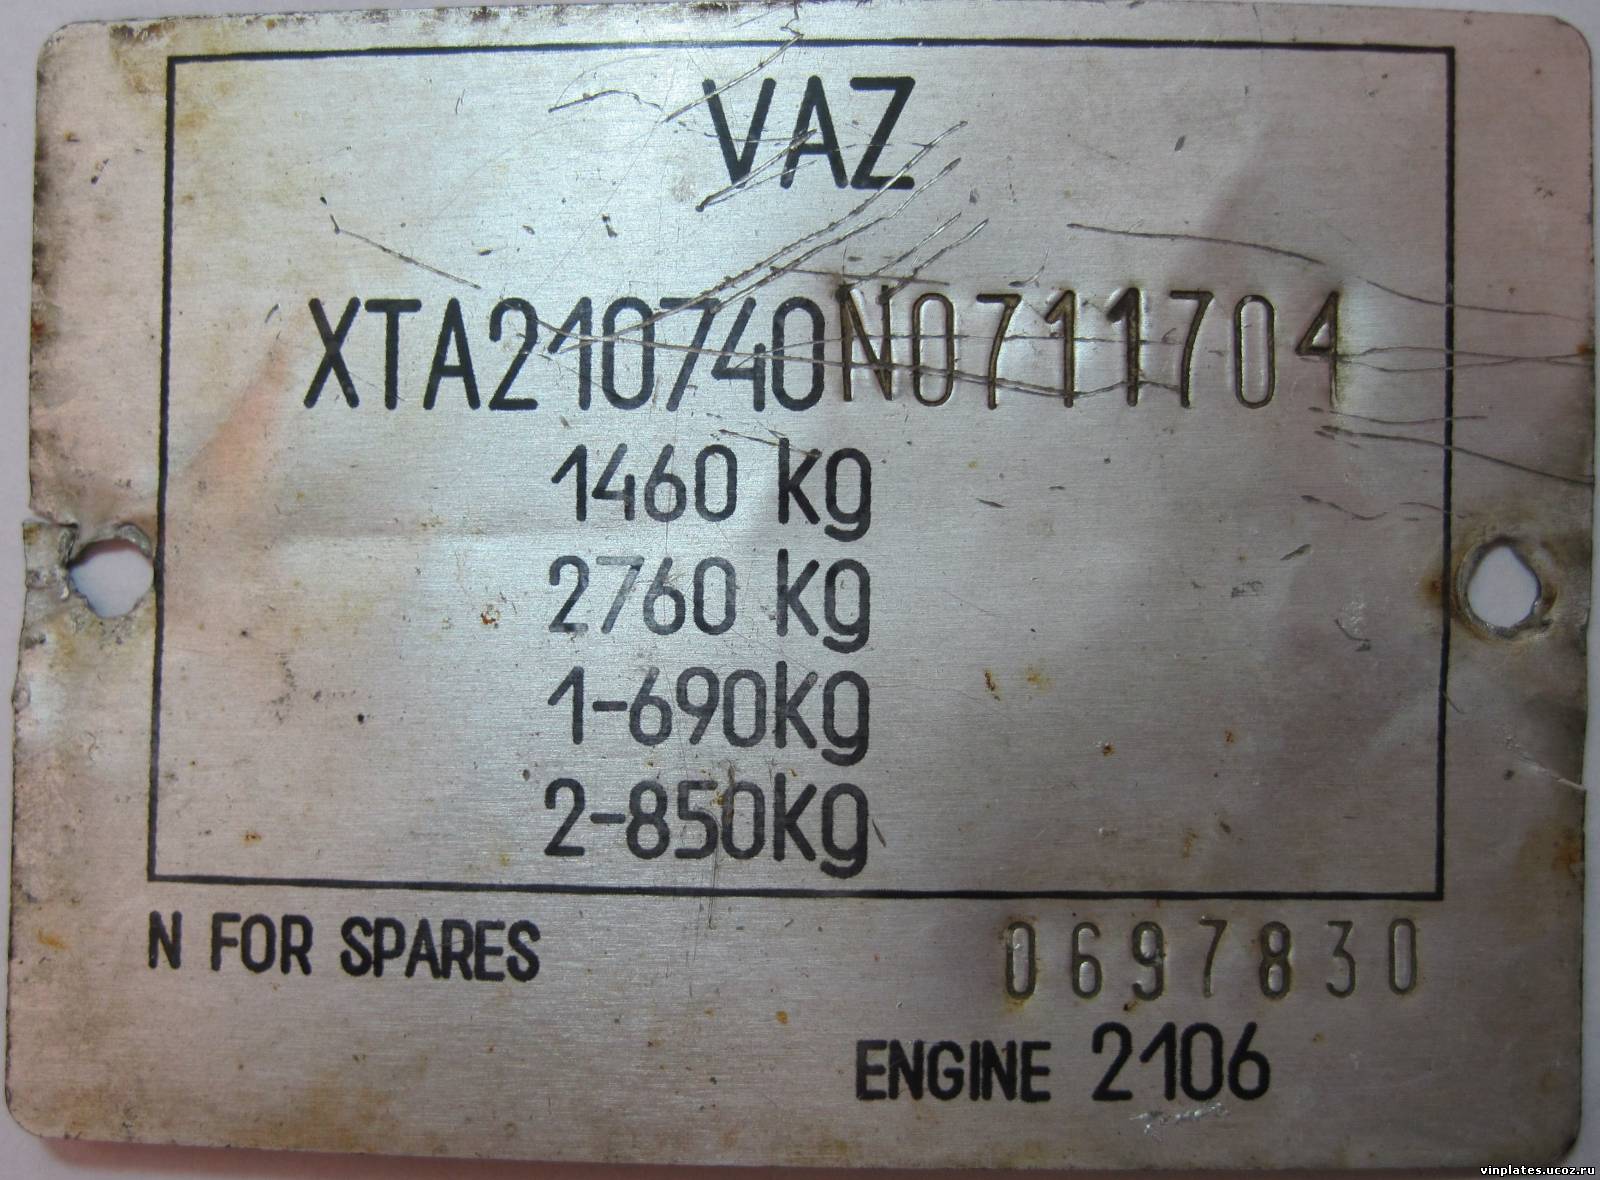 VAZ
XTA210740N0711704
1460 kg
2760 kg
1-690kg
2-850kg
N FOR SPARES 0697830
ENGINE 2106
vinplates.ucoz.ru